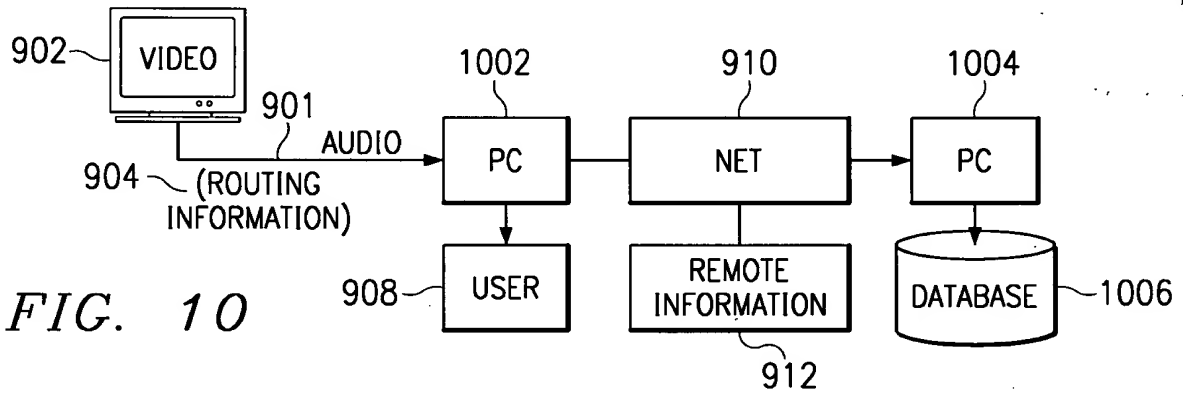 902
VIDEO
901
AUDIO
904
(ROUTING
INFORMATION)
1002
PC
910
NET
1004
PC
908
USER
REMOTE
INFORMATION
912
DATABASE
1006
FIG. 10